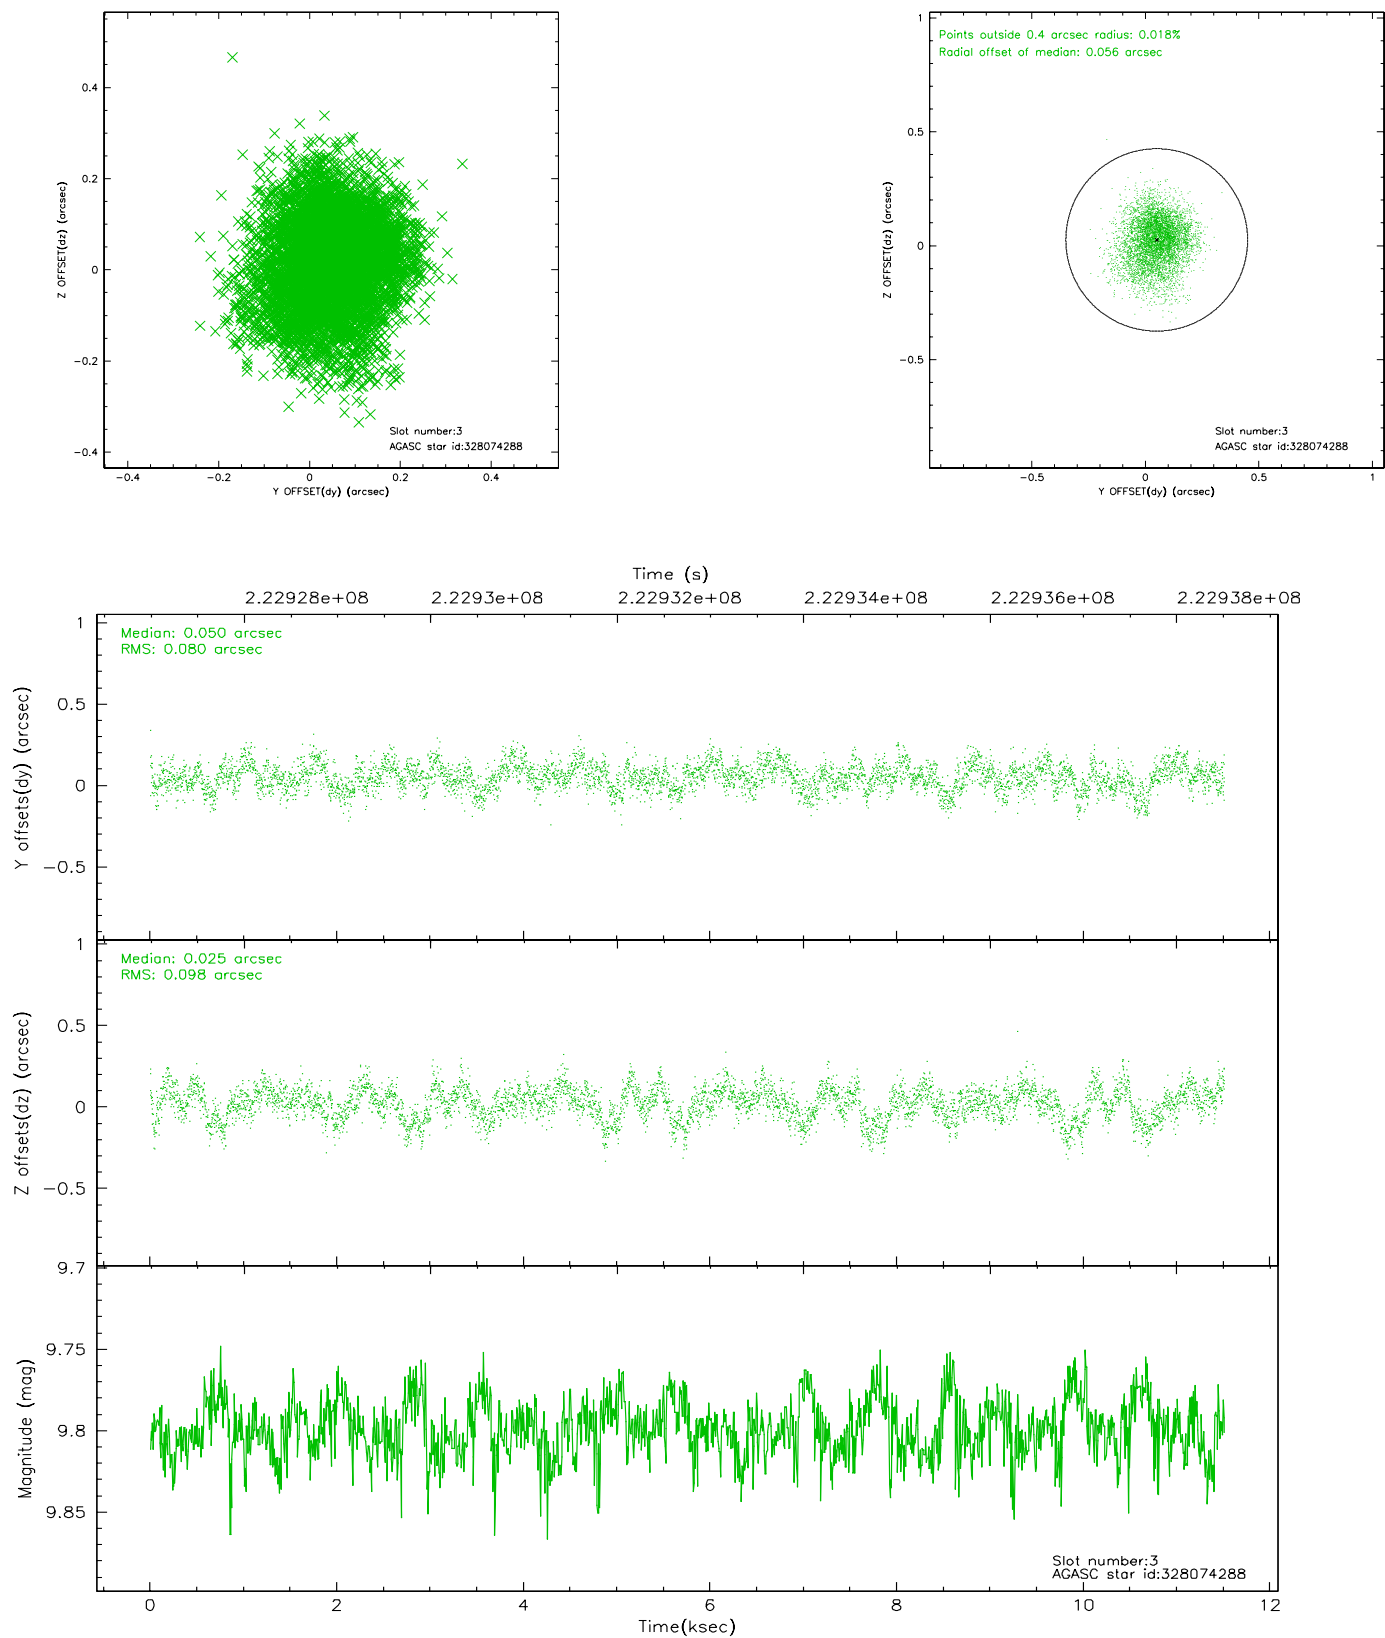 0.4
0.2
0
−0.2
−0.4
Z OFFSET(dz) (arcsec)
Slot number:3
AGASC star id:328074288
−0.4 −0.2 0 0.2 0.4
Y OFFSET(dy) (arcsec)
Points outside 0.4 arcsec radius: 0.018%
Radial offset of median: 0.056 arcsec
1
0.5
0
−0.5
Z OFFSET(dz) (arcsec)
Slot number:3
AGASC star id:328074288
−0.5 0 0.5 1
Y OFFSET(dy) (arcsec)
Time (s)
2.22928e+08 2.2293e+08 2.22932e+08 2.22934e+08 2.22936e+08 2.22938e+08
Median: 0.050 arcsec
RMS: 0.080 arcsec
1
0.5
0
−0.5
Y offsets(dy) (arcsec)
Median: 0.025 arcsec
RMS: 0.098 arcsec
1
0.5
0
−0.5
Z offsets(dz) (arcsec)
9.7
9.75
9.8
9.85
Magnitude (mag)
Slot number:3
AGASC star id:328074288
0 2 4 6 8 10 12
Time(ksec)